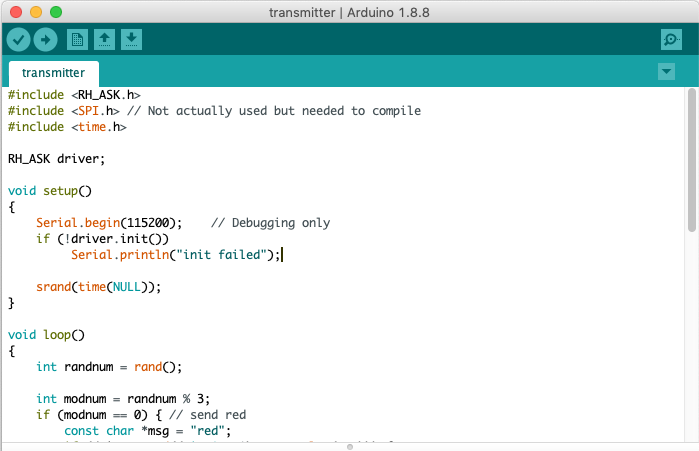 transmitter | Arduino 1.8.8
transmitter
#include <RH_ASK.h>
#include <SPI.h> // Not actually used but needed to compile
#include <time.h>
RH_ASK driver;
void setup()
{
Serial.begin(115200); // Debugging only
if (!driver.init())
Serial.println("init failed");
srand(time(NULL));
}
void loop()
{
int randnum = rand();
int modnum = randnum % 3;
if (modnum == 0) { // send red
const char *msg = "red";